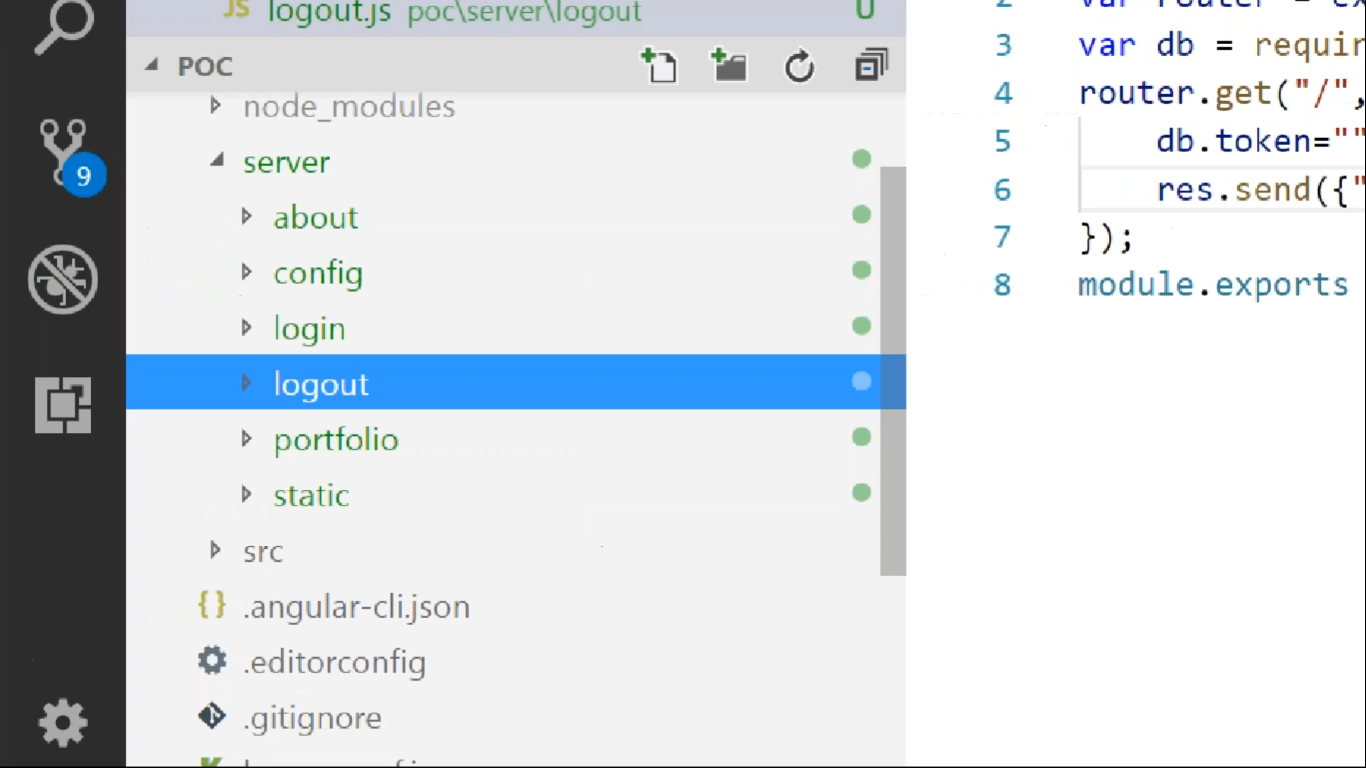 JS logout.js poc\server\logout U
POC
node_modules
server
about
config
login
logout
portfolio
static
src
{ } .angular-cli.json
.editorconfig
.gitignore
9
2 var router =
3 var db = requir
4 router.get("/",
5 db.token=""
6 res.send({"
7 });
8 module.exports